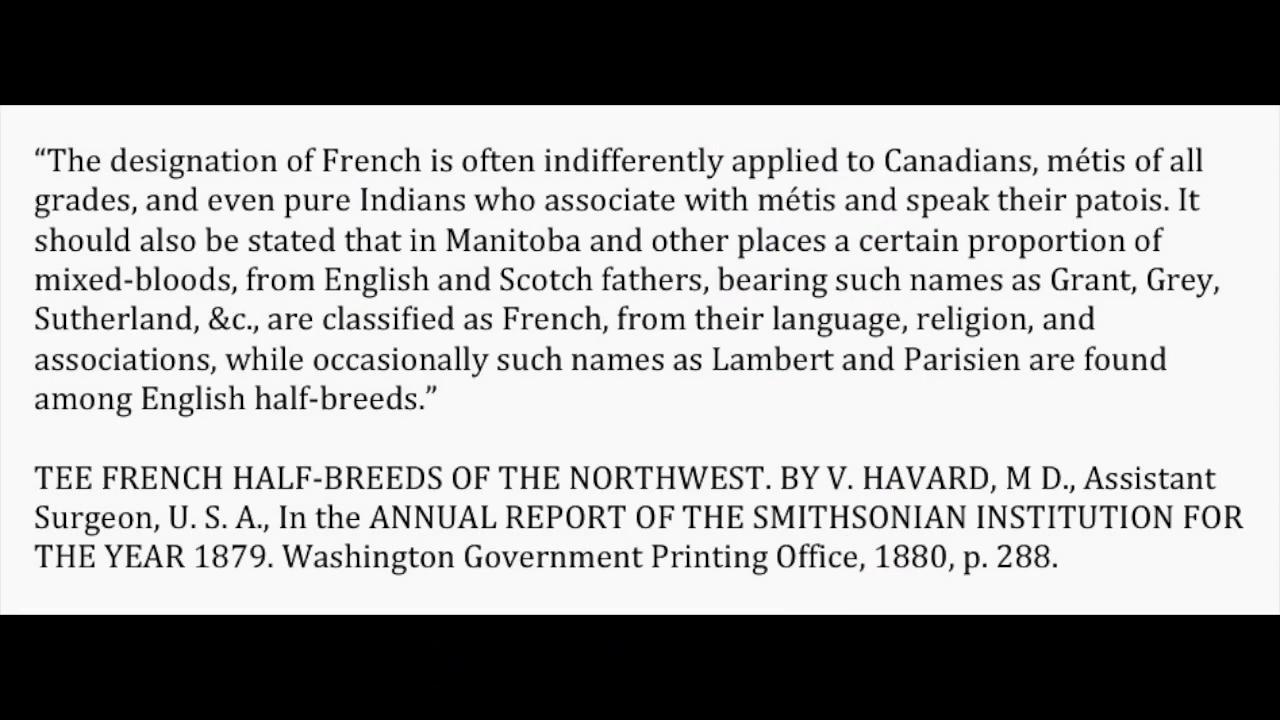 “The designation of French is often indifferently applied to Canadians, métis of all
grades, and even pure Indians who associate with métis and speak their patois. It
should also be stated that in Manitoba and other places a certain proportion of
mixed-bloods, from English and Scotch fathers, bearing such names as Grant, Grey,
Sutherland, &c., are classified as French, from their language, religion, and
associations, while occasionally such names as Lambert and Parisien are found
among English half-breeds.”
TEE FRENCH HALF-BREEDS OF THE NORTHWEST. BY V. HAVARD, M D., Assistant
Surgeon, U. S. A., In the ANNUAL REPORT OF THE SMITHSONIAN INSTITUTION FOR
THE YEAR 1879. Washington Government Printing Office, 1880, p. 288.